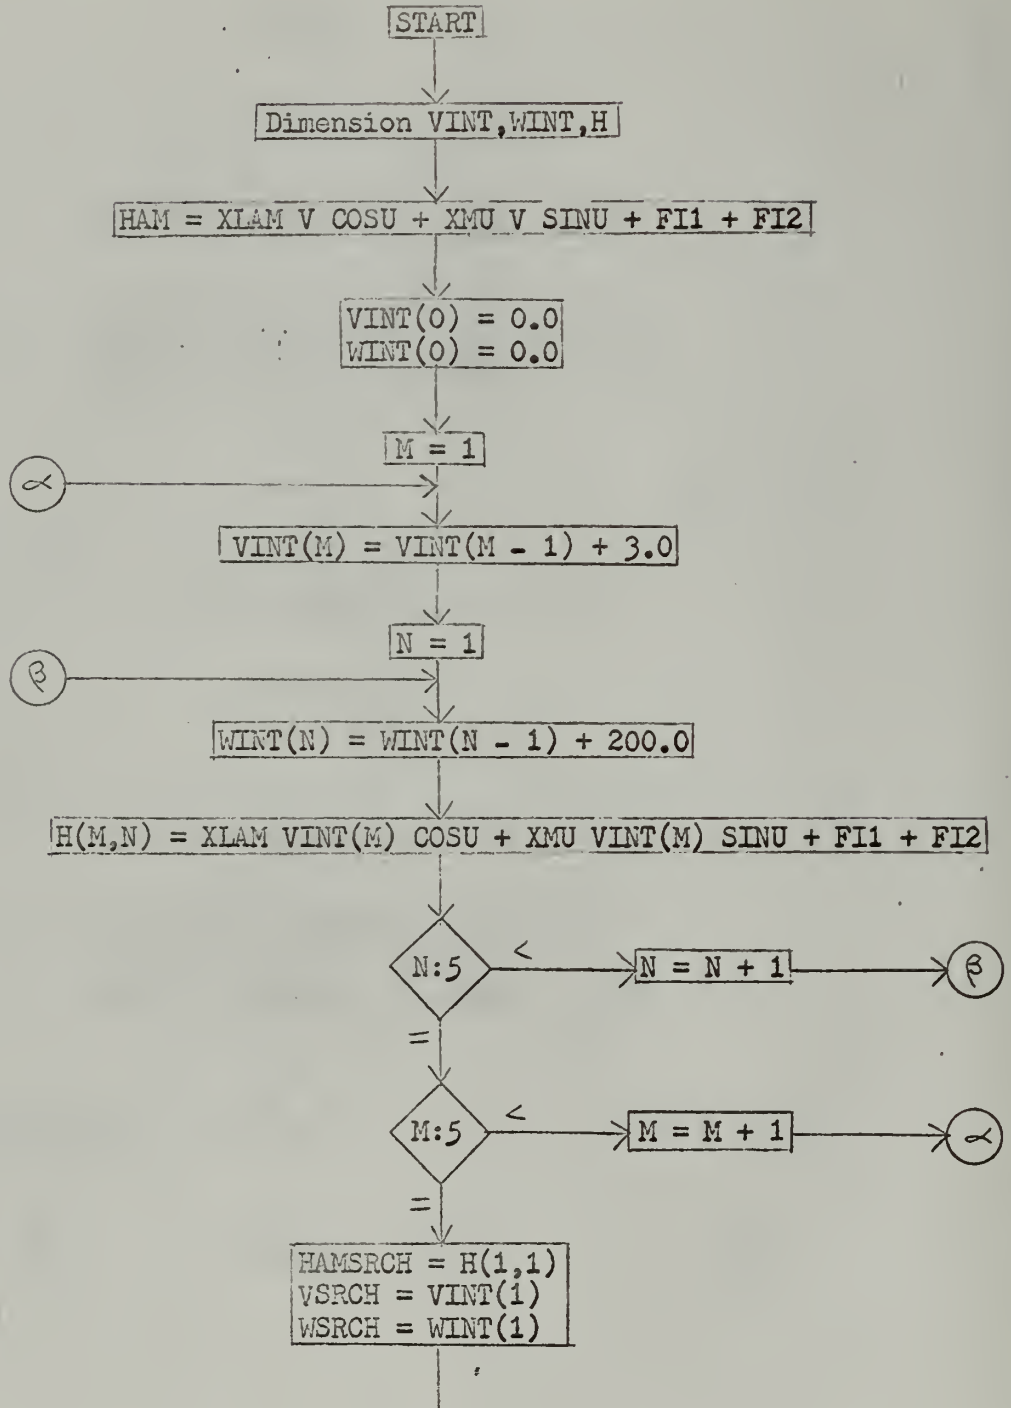 START
Dimension VINT,WINT,H
HAM = XLAM V COSU + XMU V SINU + FI1 + FI2
VINT(0) = 0.0
WINT(0) = 0.0
M = 1
α
VINT(M) = VINT(M - 1) + 3.0
N = 1
β
WINT(N) = WINT(N - 1) + 200.0
H(M,N) = XLAM VINT(M) COSU + XMU VINT(M) SINU + FI1 + FI2
N:5 < N = N + 1 β
=
M:5 < M = M + 1 α
=
HAMSRCH = H(1,1)
VSRCH = VINT(1)
WSRCH = WINT(1)